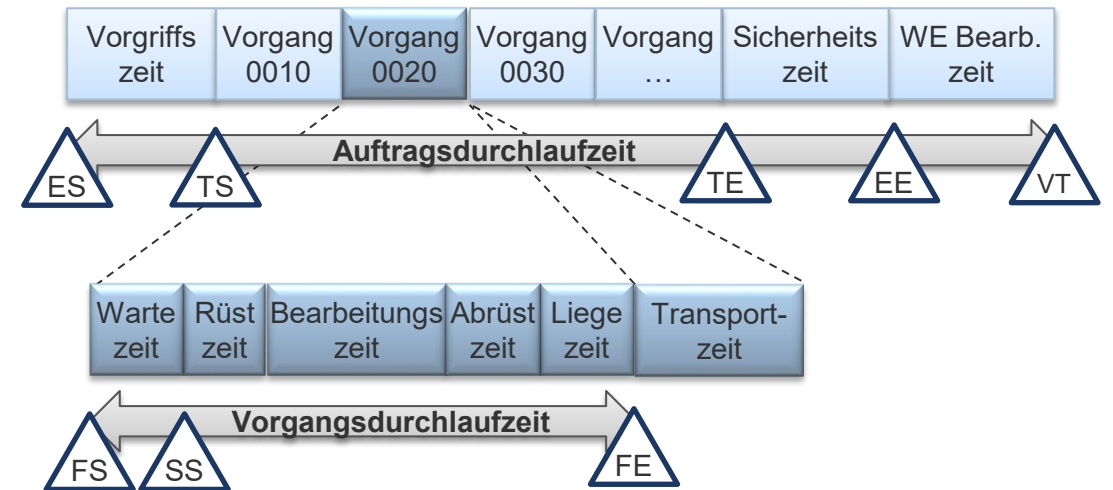 Vorgriffs Vorgang Vorgang Vorgang Vorgang Sicherheits WE Bearb.
zeit 0010 0020 0030 … zeit zeit
Auftragsdurchlaufzeit
ES TS TE EE VT
Warte Rüst Bearbeitungs Abrüst Liege Transport-
zeit zeit zeit zeit zeit zeit
Vorgangsdurchlaufzeit
FS SS FE